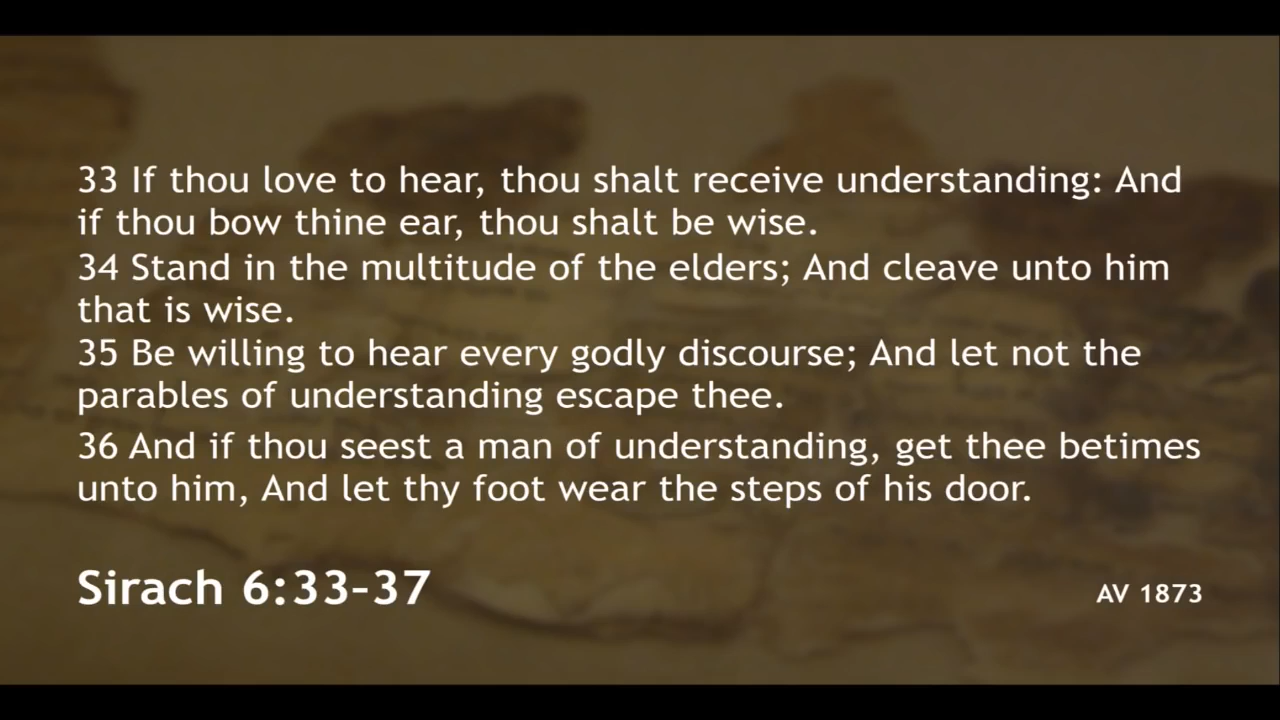 33 If thou love to hear, thou shalt receive understanding: And
if thou bow thine ear, thou shalt be wise.
34 Stand in the multitude of the elders; And cleave unto him
that is wise.
35 Be willing to hear every godly discourse; And let not the
parables of understanding escape thee.
36 And if thou seest a man of understanding, get thee betimes
unto him, And let thy foot wear the steps of his door.
Sirach 6:33-37
AV 1873